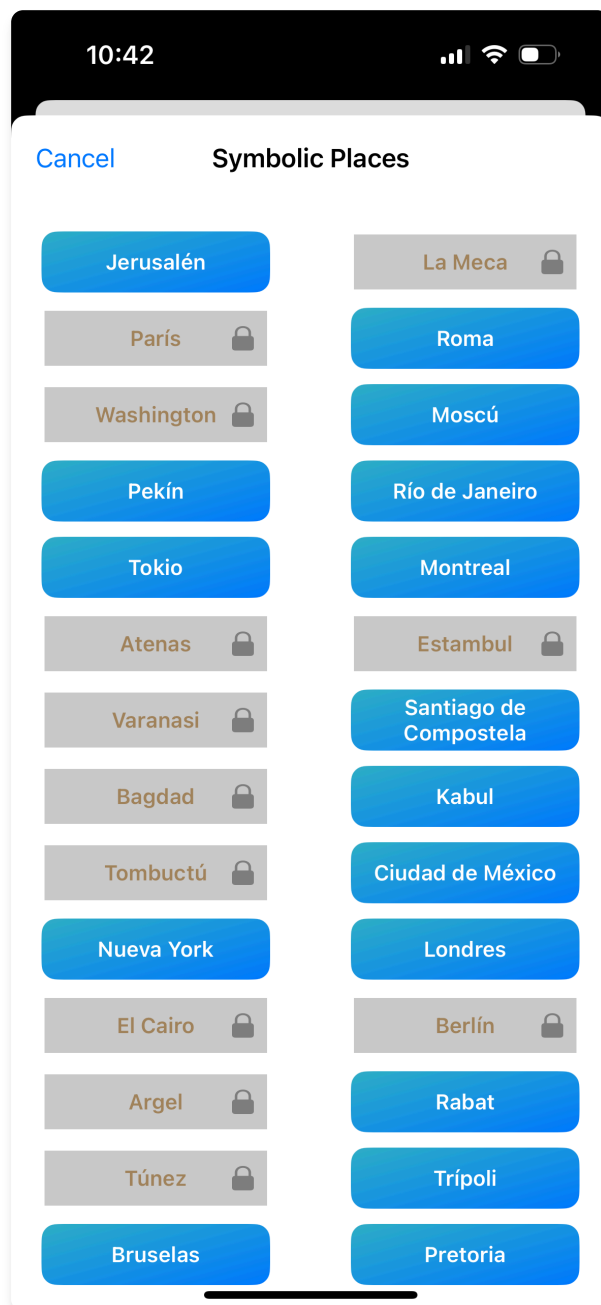 10:42
Cancel
Symbolic Places
Jerusalén
La Meca
París
Roma
Washington
Moscú
Pekín
Río de Janeiro
Tokio
Montreal
Atenas
Estambul
Varanasi
Santiago de
Compostela
Bagdad
Kabul
Tombuctú
Ciudad de México
Nueva York
Londres
El Cairo
Berlín
Argel
Rabat
Túnez
Trípoli
Bruselas
Pretoria